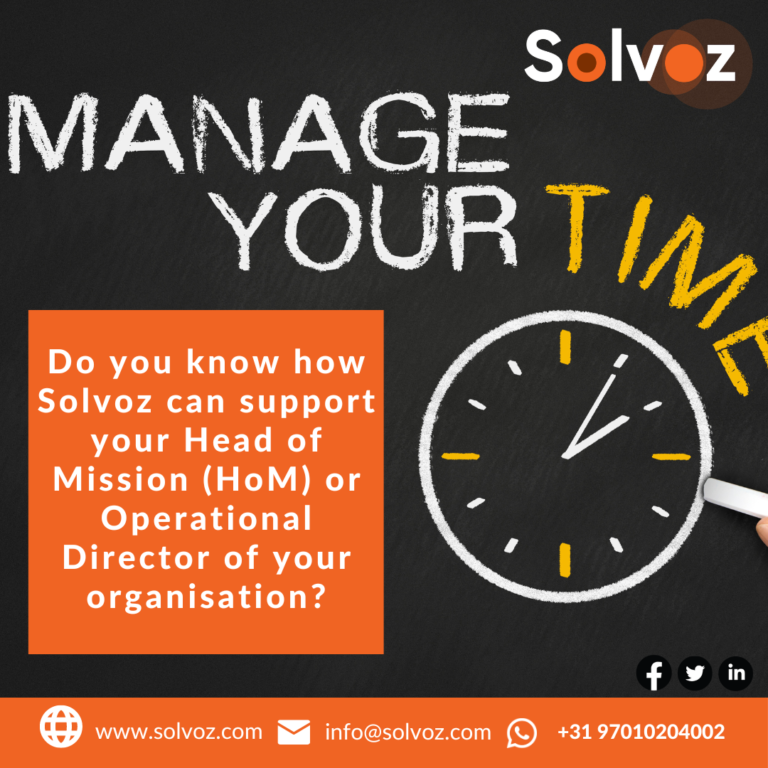 Solvoz
MANAGE
YOUR TIME
Do you know how
Solvoz can support
your Head of
Mission (HoM) or
Operational
Director of your
organisation?
f in
www.solvoz.com info@solvoz.com +31 97010204002